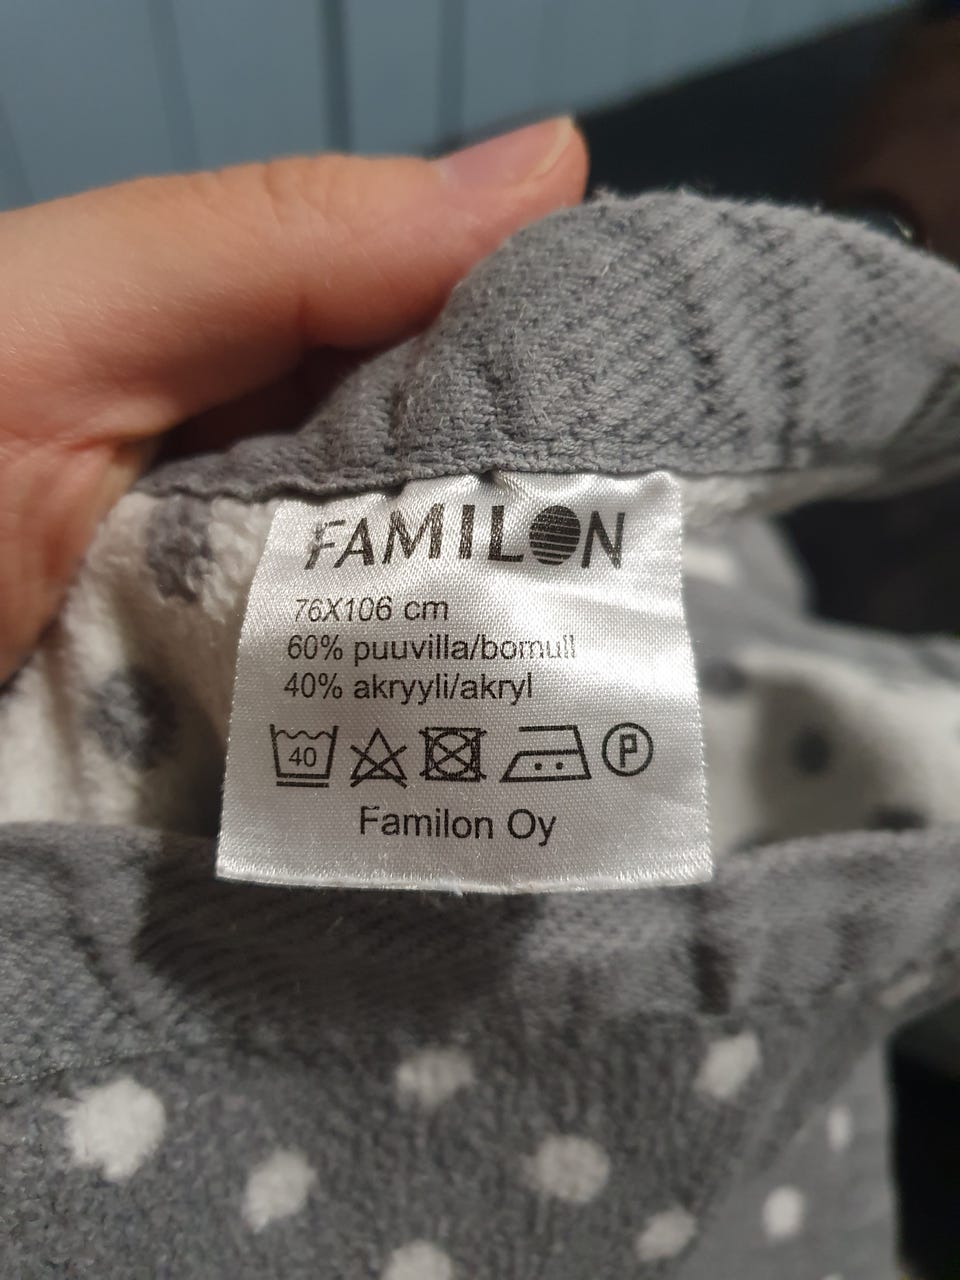 FAMILON
76X106 cm
60% puuvilla/bomull
40% akryyli/akryl
40 P
Familon Oy